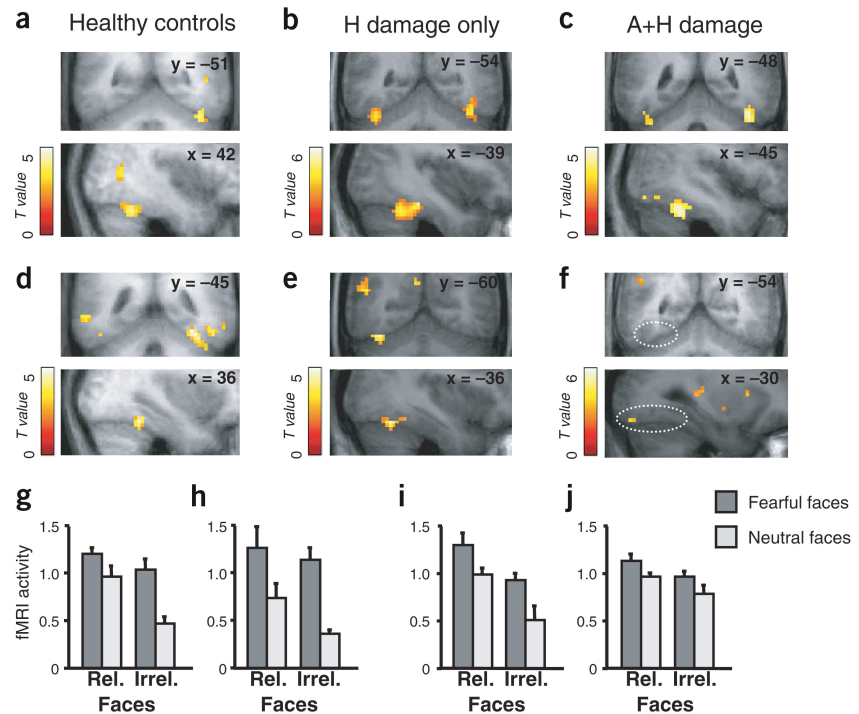 a Healthy controls
b H damage only
c A+H damage
y = –51
y = –54
y = –48
5
T value
0
x = 42
6
T value
0
x = –39
5
T value
0
x = –45
d
y = –45
e
y = –60
f
y = –54
5
T value
0
x = 36
5
T value
0
x = –36
6
T value
0
x = –30
g
h
i
j
Fearful faces
Neutral faces
fMRI activity
1.5
1.0
0.5
0
Rel. Irrel.
Faces
1.5
1.0
0.5
0
Rel. Irrel.
Faces
1.5
1.0
0.5
0
Rel. Irrel.
Faces
1.5
1.0
0.5
0
Rel. Irrel.
Faces